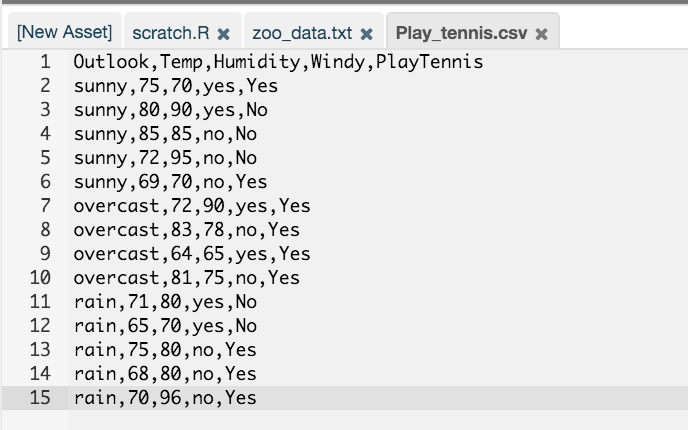 [New Asset] scratch.R × zoo_data.txt × Play_tennis.csv ×
1 Outlook,Temp,Humidity,Windy,PlayTennis
2 sunny,75,70,yes,Yes
3 sunny,80,90,yes,No
4 sunny,85,85,no,No
5 sunny,72,95,no,No
6 sunny,69,70,no,Yes
7 overcast,72,90,yes,Yes
8 overcast,83,78,no,Yes
9 overcast,64,65,yes,Yes
10 overcast,81,75,no,Yes
11 rain,71,80,yes,No
12 rain,65,70,yes,No
13 rain,75,80,no,Yes
14 rain,68,80,no,Yes
15 rain,70,96,no,Yes